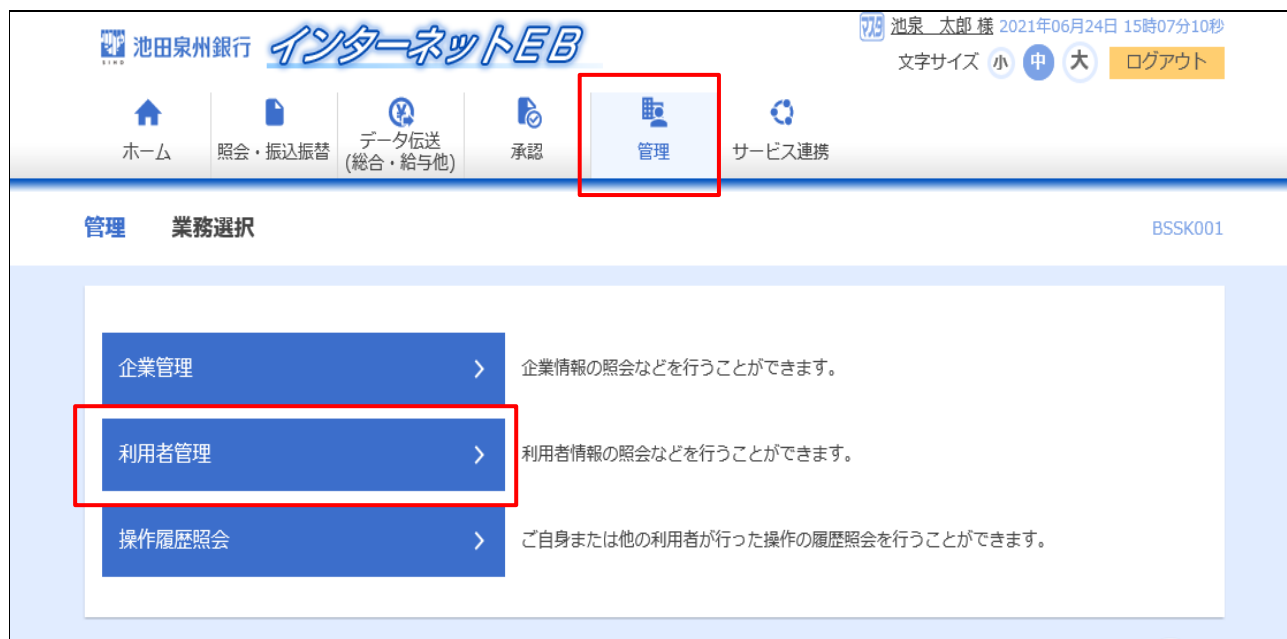 マスタ 池泉 太郎 様 2021年06月24日 15時07分10秒
池田泉州銀行 インターネットEB
文字サイズ 小 中 大 ログアウト
ホーム
照会・振込振替
データ伝送
(総合・給与他)
承認
管理
サービス連携
管理 業務選択 BSSK001
企業管理 企業情報の照会などを行うことができます。
利用者管理 利用者情報の照会などを行うことができます。
操作履歴照会 ご自身または他の利用者が行った操作の履歴照会を行うことができます。